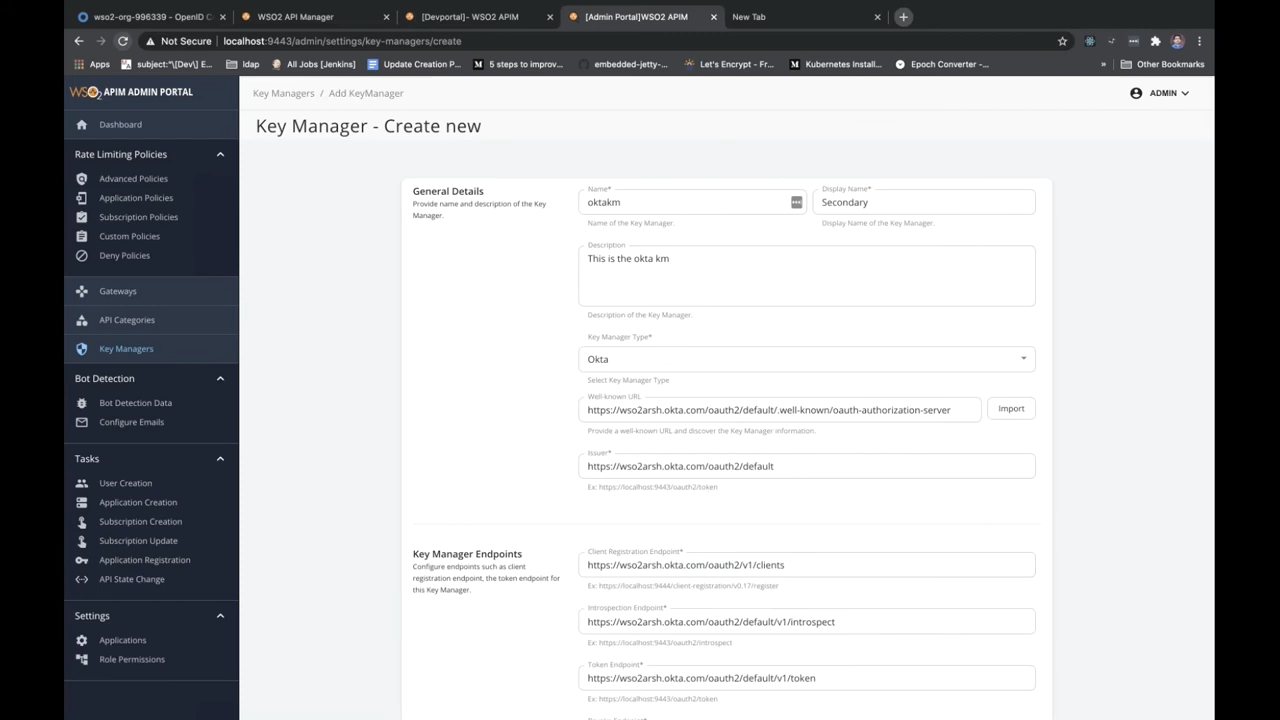 wso2-org-996339 - OpenID C
WSO2 API Manager
[Devportal]- WSO2 APIM
[Admin Portal]WSO2 APIM
New Tab
Not Secure
localhost:9443/admin/settings/key-managers/create
Apps
subject:"\[Dev\] E...
ldap
All Jobs [Jenkins]
Update Creation P...
5 steps to improv...
embedded-jetty-...
Let's Encrypt - Fr...
Kubernetes Install...
Epoch Converter -...
»
Other Bookmarks
WSO2 APIM ADMIN PORTAL
Key Managers / Add KeyManager
ADMIN
Key Manager - Create new
Dashboard
Rate Limiting Policies
Advanced Policies
Application Policies
Subscription Policies
Custom Policies
Deny Policies
Gateways
API Categories
Key Managers
Bot Detection
Bot Detection Data
Configure Emails
Tasks
User Creation
Application Creation
Subscription Creation
Subscription Update
Application Registration
API State Change
Settings
Applications
Role Permissions
General Details
Provide name and description of the Key
Manager.
Name*
oktakm
Name of the Key Manager.
Display Name*
Secondary
Display Name of the Key Manager.
Description
This is the okta km
Description of the Key Manager.
Key Manager Type*
Okta
Select Key Manager Type
Well-known URL
https://wso2arsh.okta.com/oauth2/default/.well-known/oauth-authorization-server
Import
Provide a well-known URL and discover the Key Manager information.
Issuer*
https://wso2arsh.okta.com/oauth2/default
Ex: https://localhost:9443/oauth2/token
Key Manager Endpoints
Configure endpoints such as client
registration endpoint, the token endpoint for
this Key Manager.
Client Registration Endpoint*
https://wso2arsh.okta.com/oauth2/v1/clients
Ex: https://localhost:9444/client-registration/v0.17/register
Introspection Endpoint*
https://wso2arsh.okta.com/oauth2/default/v1/introspect
Ex: https://localhost:9443/oauth2/introspect
Token Endpoint*
https://wso2arsh.okta.com/oauth2/default/v1/token
Ex: https://localhost:9443/oauth2/token